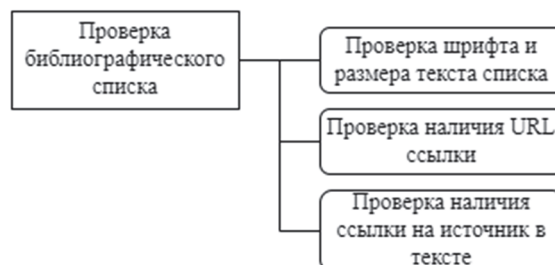 Проверка
библиографического
списка
Проверка шрифта и
размера текста списка
Проверка наличия URL
ссылки
Проверка наличия
ссылки на источник в
тексте